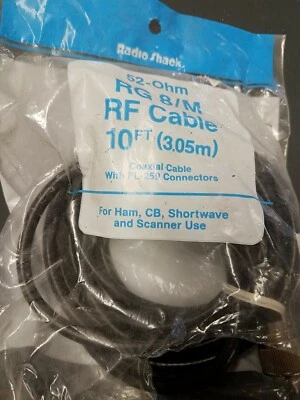 Radio Shack
52-Ohm
RG 8/M
RF Cable
10FT (3.05m)
Coaxial Cable
With PL-259 Connectors
For Ham, CB, Shortwave
and Scanner Use